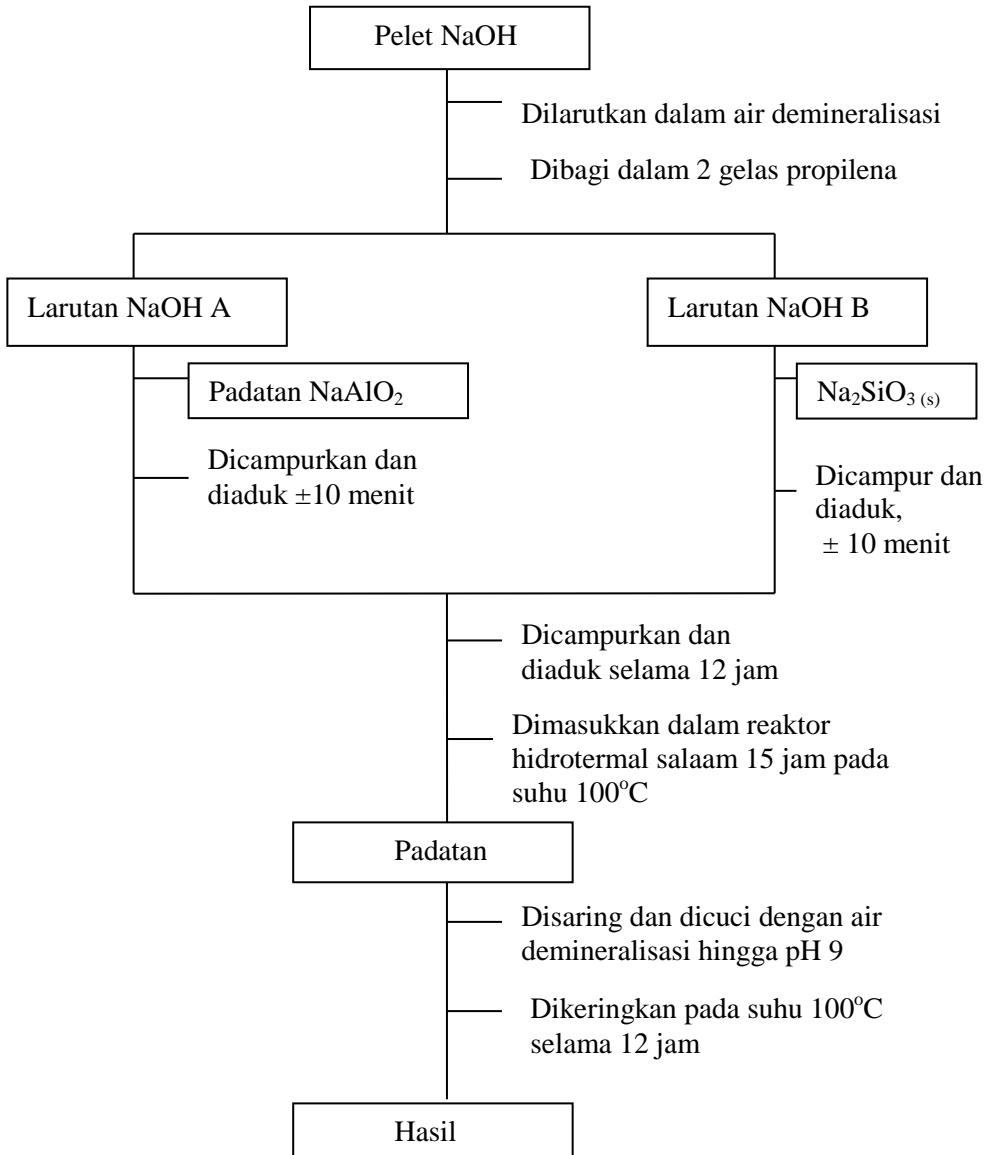 Pelet NaOH
Dilarutkan dalam air demineralisasi
Dibagi dalam 2 gelas propilena
Larutan NaOH A
Larutan NaOH B
Padatan NaAlO₂
Na₂SiO₃ (s)
Dicampurkan dan
diaduk ±10 menit
Dicampur dan
diaduk,
± 10 menit
Dicampurkan dan
diaduk selama 12 jam
Dimasukkan dalam reaktor
hidrotermal salaam 15 jam pada
suhu 100°C
Padatan
Disaring dan dicuci dengan air
demineralisasi hingga pH 9
Dikeringkan pada suhu 100°C
selama 12 jam
Hasil